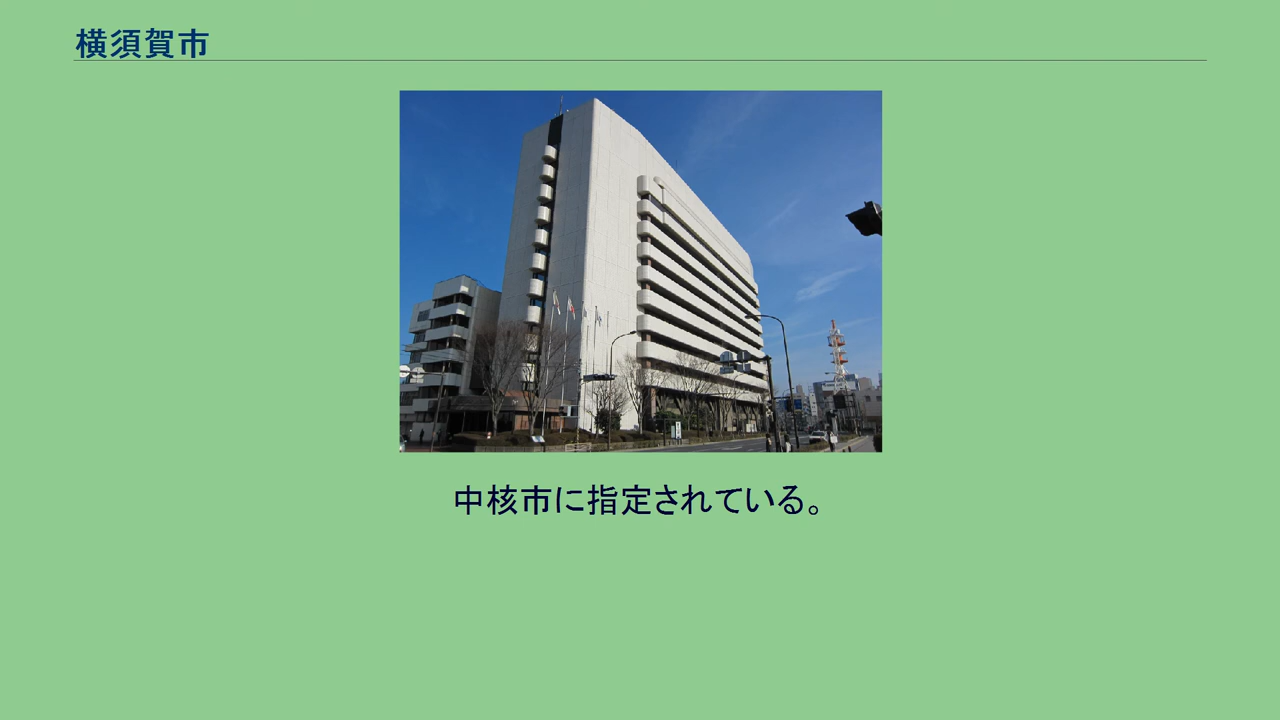 横須賀市
中核市に指定されている。